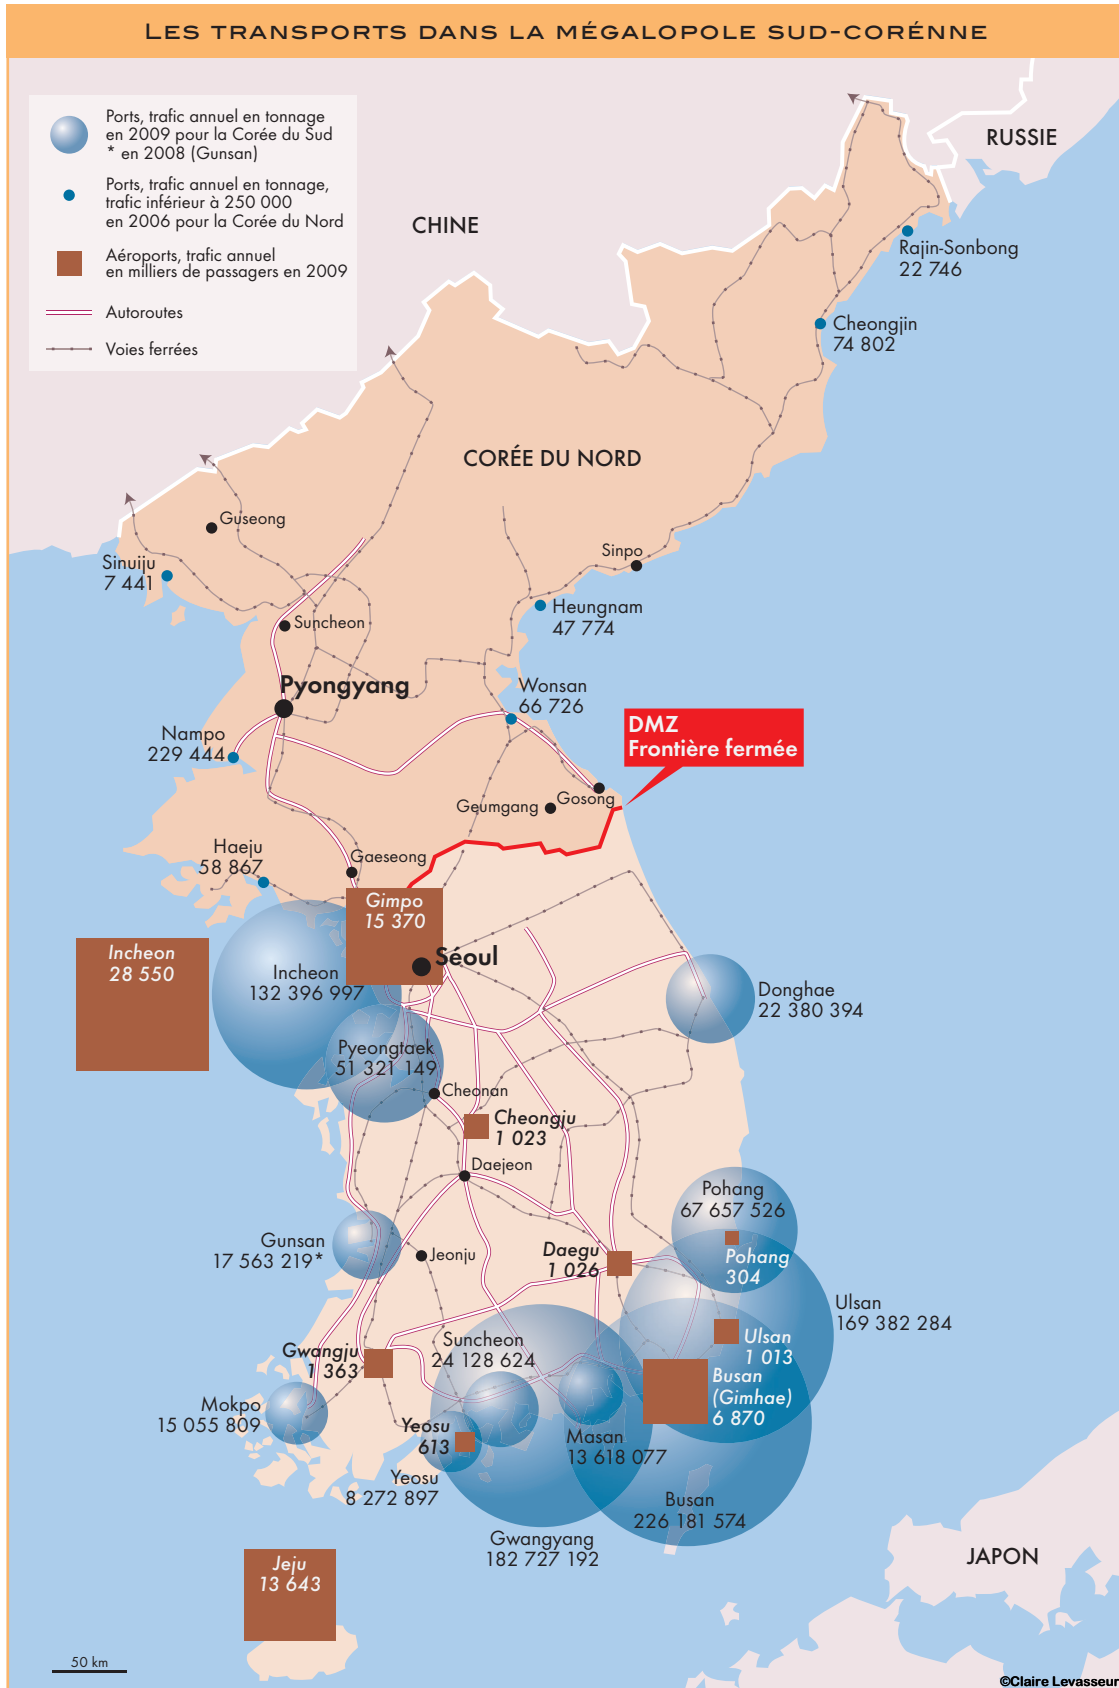 LES TRANSPORTS DANS LA MÉGALOPOLE SUD-CORÉNNE
Ports, trafic annuel en tonnage
en 2009 pour la Corée du Sud
* en 2008 (Gunsan)
Ports, trafic annuel en tonnage,
trafic inférieur à 250 000
en 2006 pour la Corée du Nord
Aéroports, trafic annuel
en milliers de passagers en 2009
Autoroutes
Voies ferrées
RUSSIE
CHINE
Rajin-Sonbong
22 746
Cheongjin
74 802
CORÉE DU NORD
Guseong
Sinpo
Sinuiju
7 441
Heungnam
47 774
Suncheon
Pyongyang
Wonsan
66 726
DMZ
Frontière fermée
Nampo
229 444
Geumgang
Gosong
Haeju
58 867
Gaeseong
Gimpo
15 370
Incheon
28 550
Séoul
Incheon
132 396 997
Donghae
22 380 394
Pyeongtaek
51 321 149
Cheonan
Cheongju
1 023
Daejeon
Pohang
67 657 526
Gunsan
17 563 219*
Jeonju
Daegu
1 026
Pohang
304
Ulsan
169 382 284
Ulsan
1 013
Suncheon
24 128 624
Gwangju
1 363
Busan
(Gimhae)
6 870
Mokpo
15 055 809
Yeosu
613
Masan
13 618 077
Yeosu
8 272 897
Busan
226 181 574
Gwangyang
182 727 192
JAPON
Jeju
13 643
50 km
©Claire Levasseur